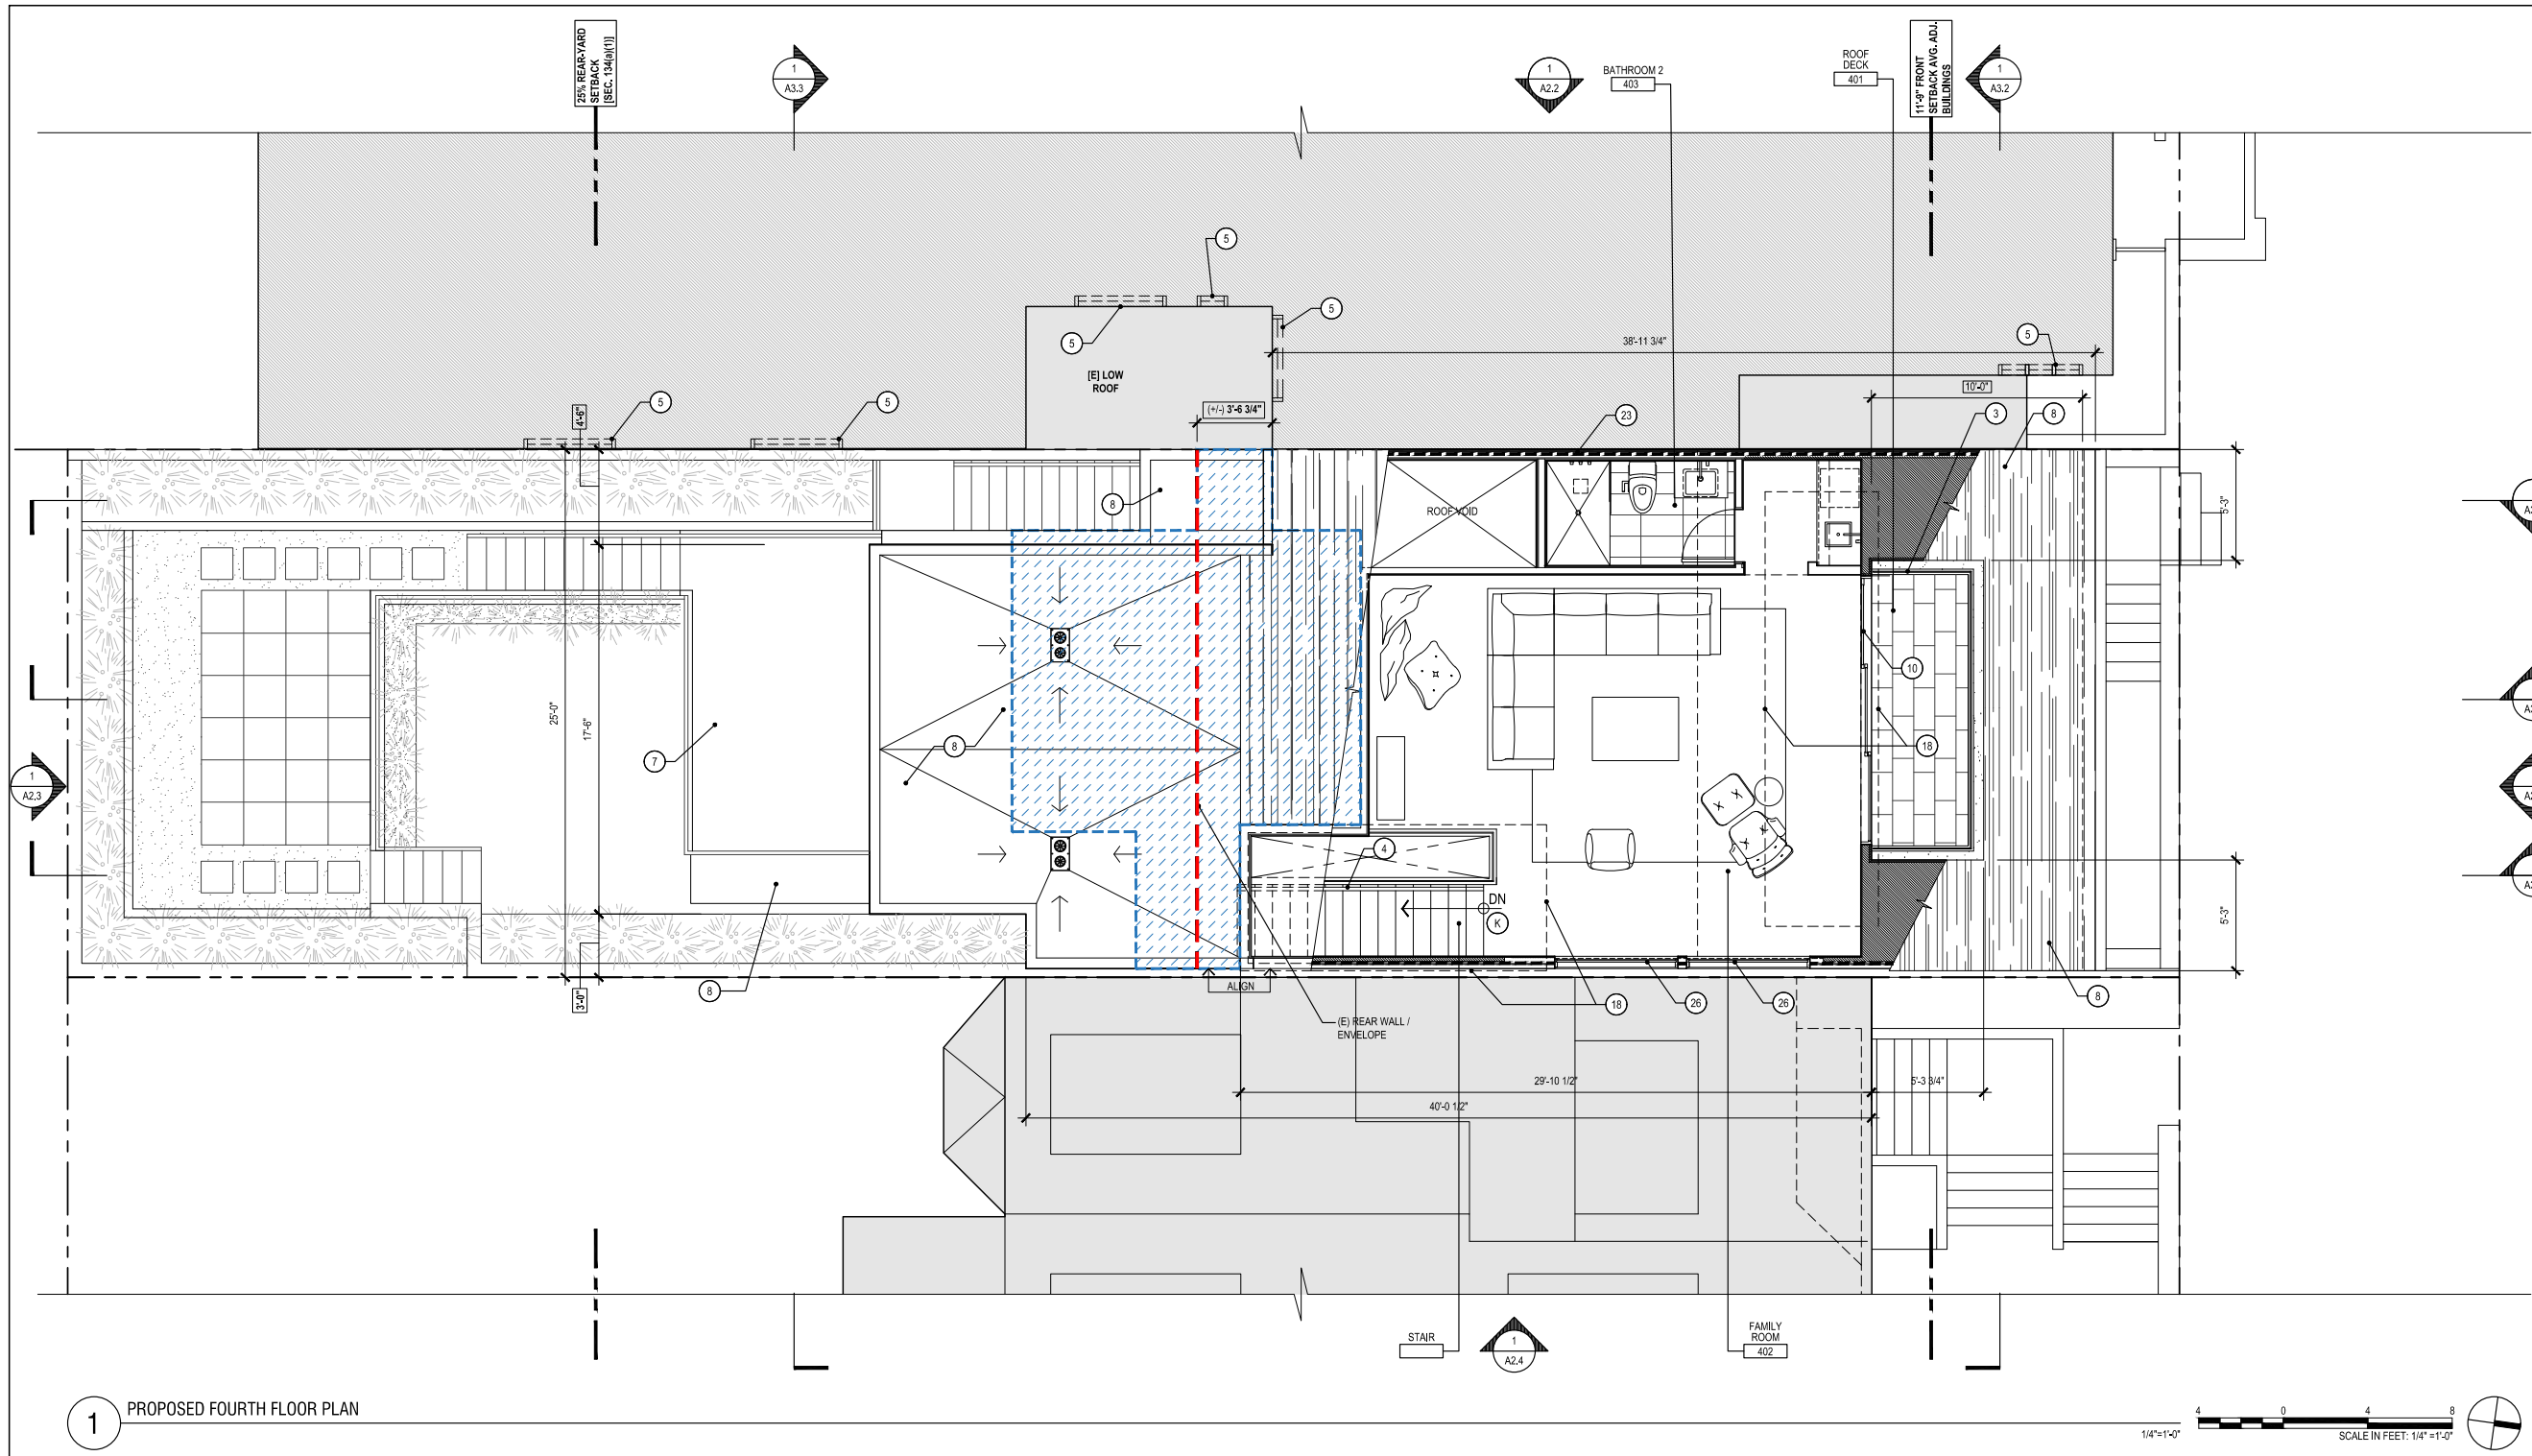 25% REAR-YARD
SETBACK
[SEC. 134(a)(1)]
1
A3.3
1
A2.2
BATHROOM 2
403
ROOF
DECK
401
11'-9" FRONT
SETBACK AVG. ADJ.
BUILDINGS
1
A3.2
5
5
5
5
38'-11 3/4"
[E] LOW
ROOF
10'-0"
5
5
4'-6"
(+/-) 3'-6 3/4"
23
3
8
8
ROOF VOID
5'-3"
10
25'-0"
17'-6"
7
8
18
1
A2.3
4
DN
K
5'-3"
3'-0"
8
ALIGN
18
26
26
8
(E) REAR WALL /
ENVELOPE
29'-10 1/2"
5'-3 3/4"
40'-0 1/2"
STAIR
1
A2.4
FAMILY
ROOM
402
1
PROPOSED FOURTH FLOOR PLAN
1/4"=1'-0"
4 0 4 8
SCALE IN FEET: 1/4" =1'-0"